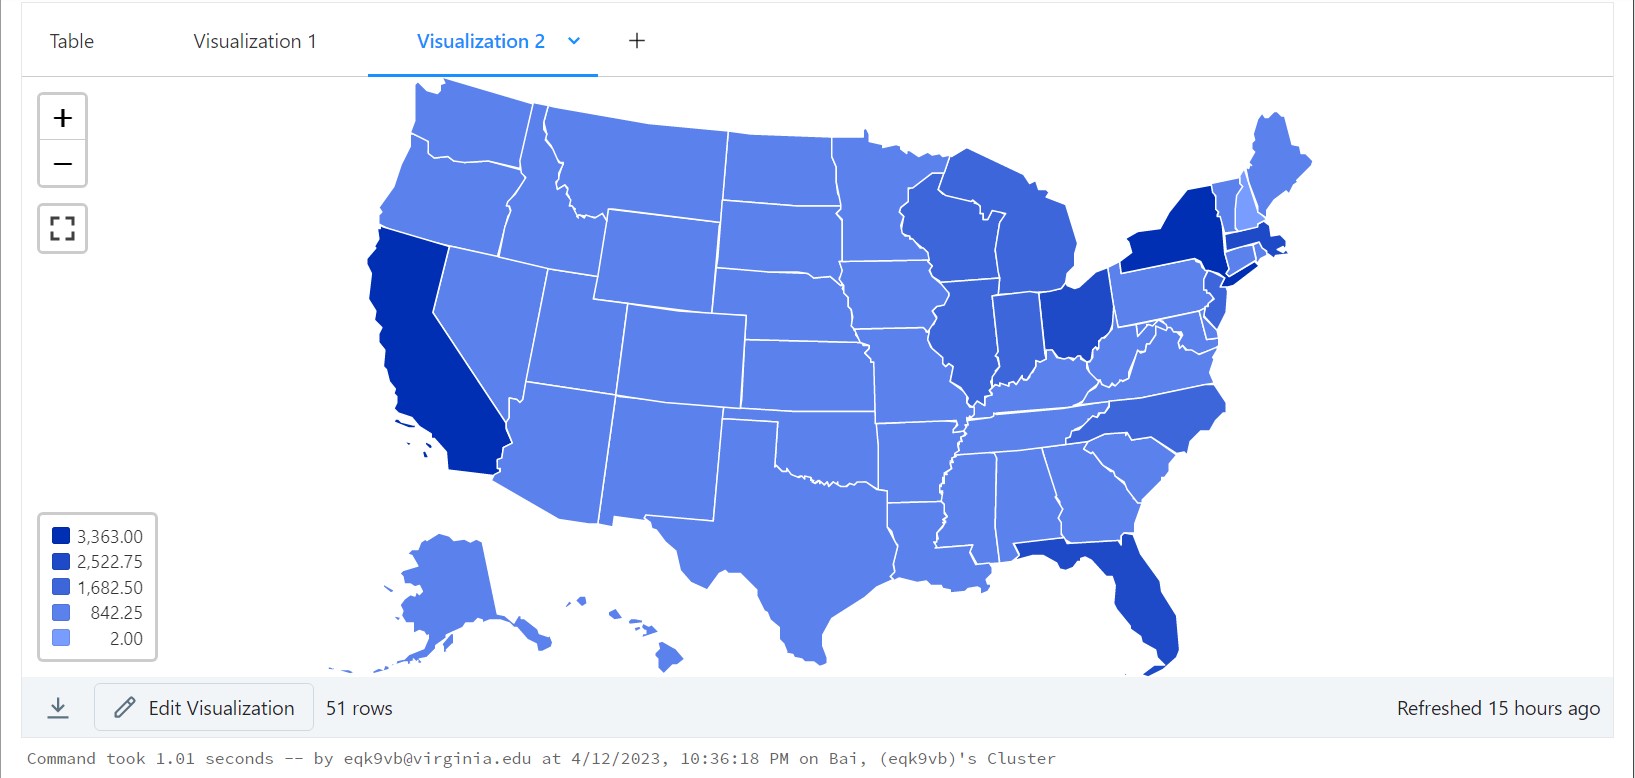 Table Visualization 1 Visualization 2 +
+
−
3,363.00
2,522.75
1,682.50
842.25
2.00
Edit Visualization 51 rows Refreshed 15 hours ago
Command took 1.01 seconds -- by eqk9vb@virginia.edu at 4/12/2023, 10:36:18 PM on Bai, (eqk9vb)'s Cluster